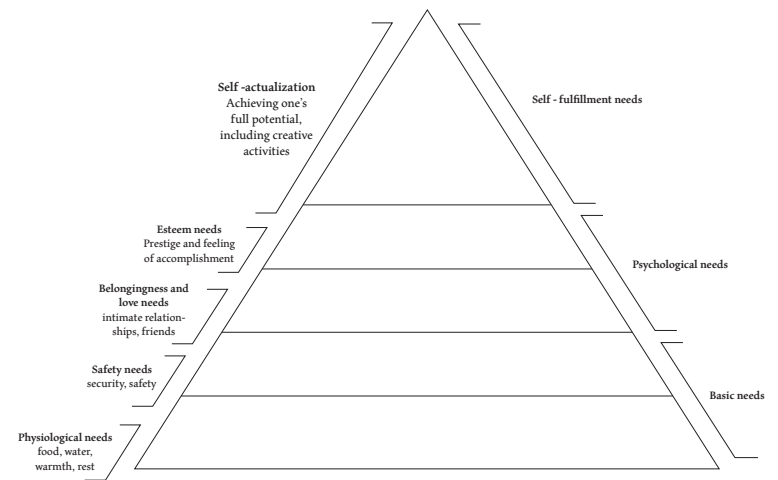 Self -actualization
Achieving one's
full potential,
including creative
activities
Self - fulfillment needs
Esteem needs
Prestige and feeling
of accomplishment
Psychological needs
Belongingness and
love needs
intimate relation-
ships, friends
Safety needs
security, safety
Basic needs
Physiological needs
food, water,
warmth, rest